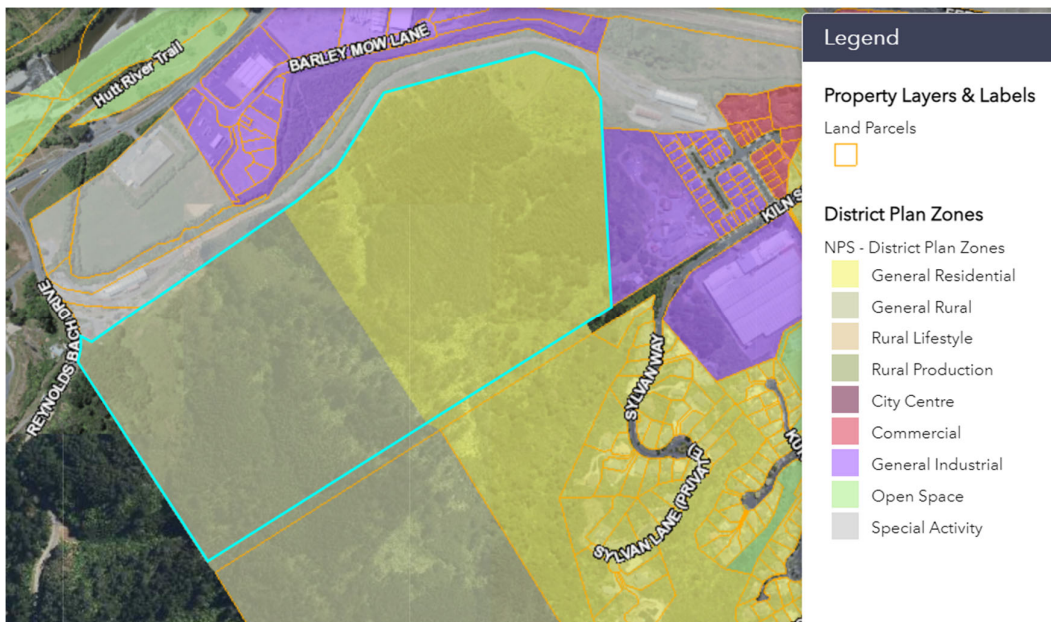 Hutt River Trail
BARLEY MOW LANE
REYNOLDS BACH DRIVE
SYLVAN WAY
SYLVAN LANE (PRIVATE)
Legend
Property Layers & Labels
Land Parcels
District Plan Zones
NPS - District Plan Zones
General Residential
General Rural
Rural Lifestyle
Rural Production
City Centre
Commercial
General Industrial
Open Space
Special Activity